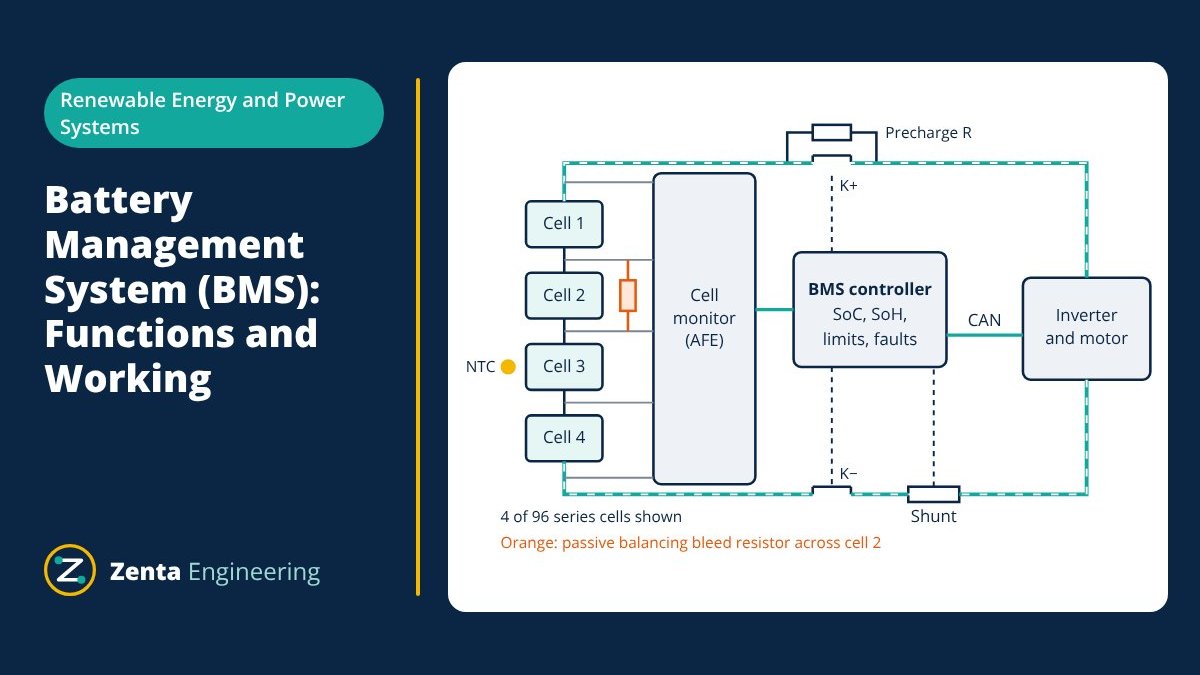 Renewable Energy and Power
Systems
Battery
Management
System (BMS):
Functions and
Working
Zenta Engineering
Precharge R
K+
Cell 1
Cell 2
NTC
Cell 3
Cell 4
Cell
monitor
(AFE)
BMS controller
SoC, SoH,
limits, faults
CAN
Inverter
and motor
K−
Shunt
4 of 96 series cells shown
Orange: passive balancing bleed resistor across cell 2